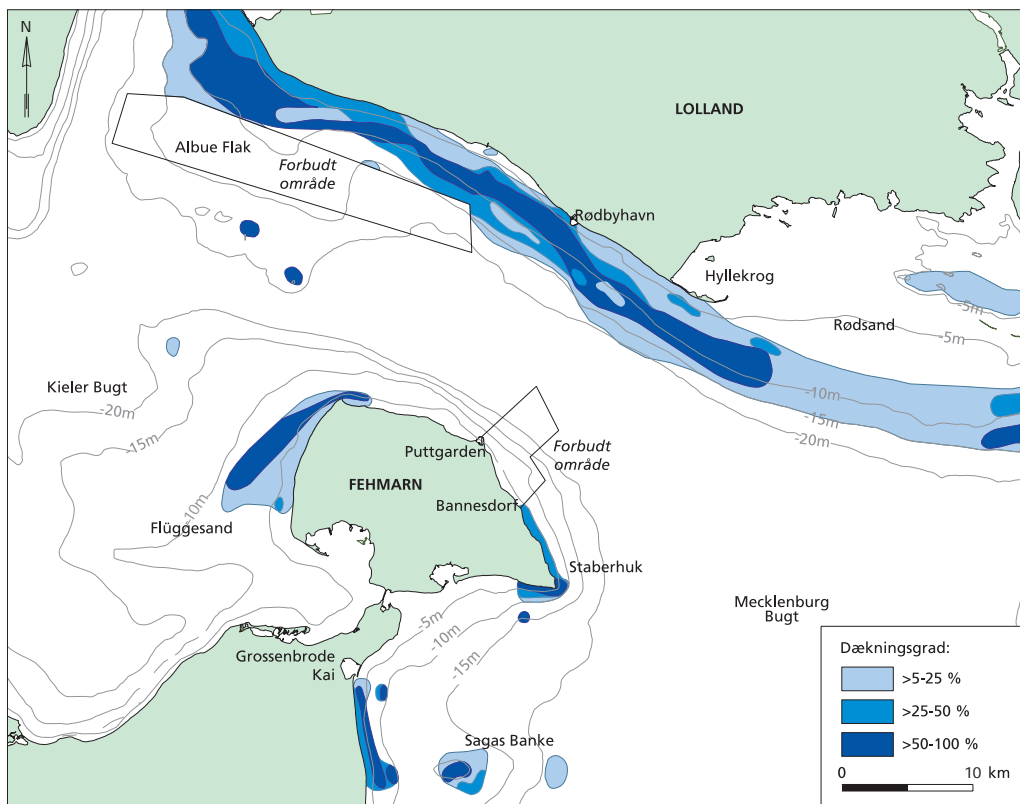 N
LOLLAND
Albue Flak
Forbudt
område
Rødbyhavn
Hyllekrog
-5m
Rødsand
-5m
Kieler Bugt
-20m
-10m
-15m
-15m
-20m
Puttgarden
Forbudt
område
FEHMARN
Bannesdorf
-10m
Flüggesand
Staberhuk
Mecklenburg
Bugt
-5m
-10m
Grossenbrode
Kai
-15m
Dækningsgrad:
>5-25 %
>25-50 %
>50-100 %
Sagas Banke
0 10 km